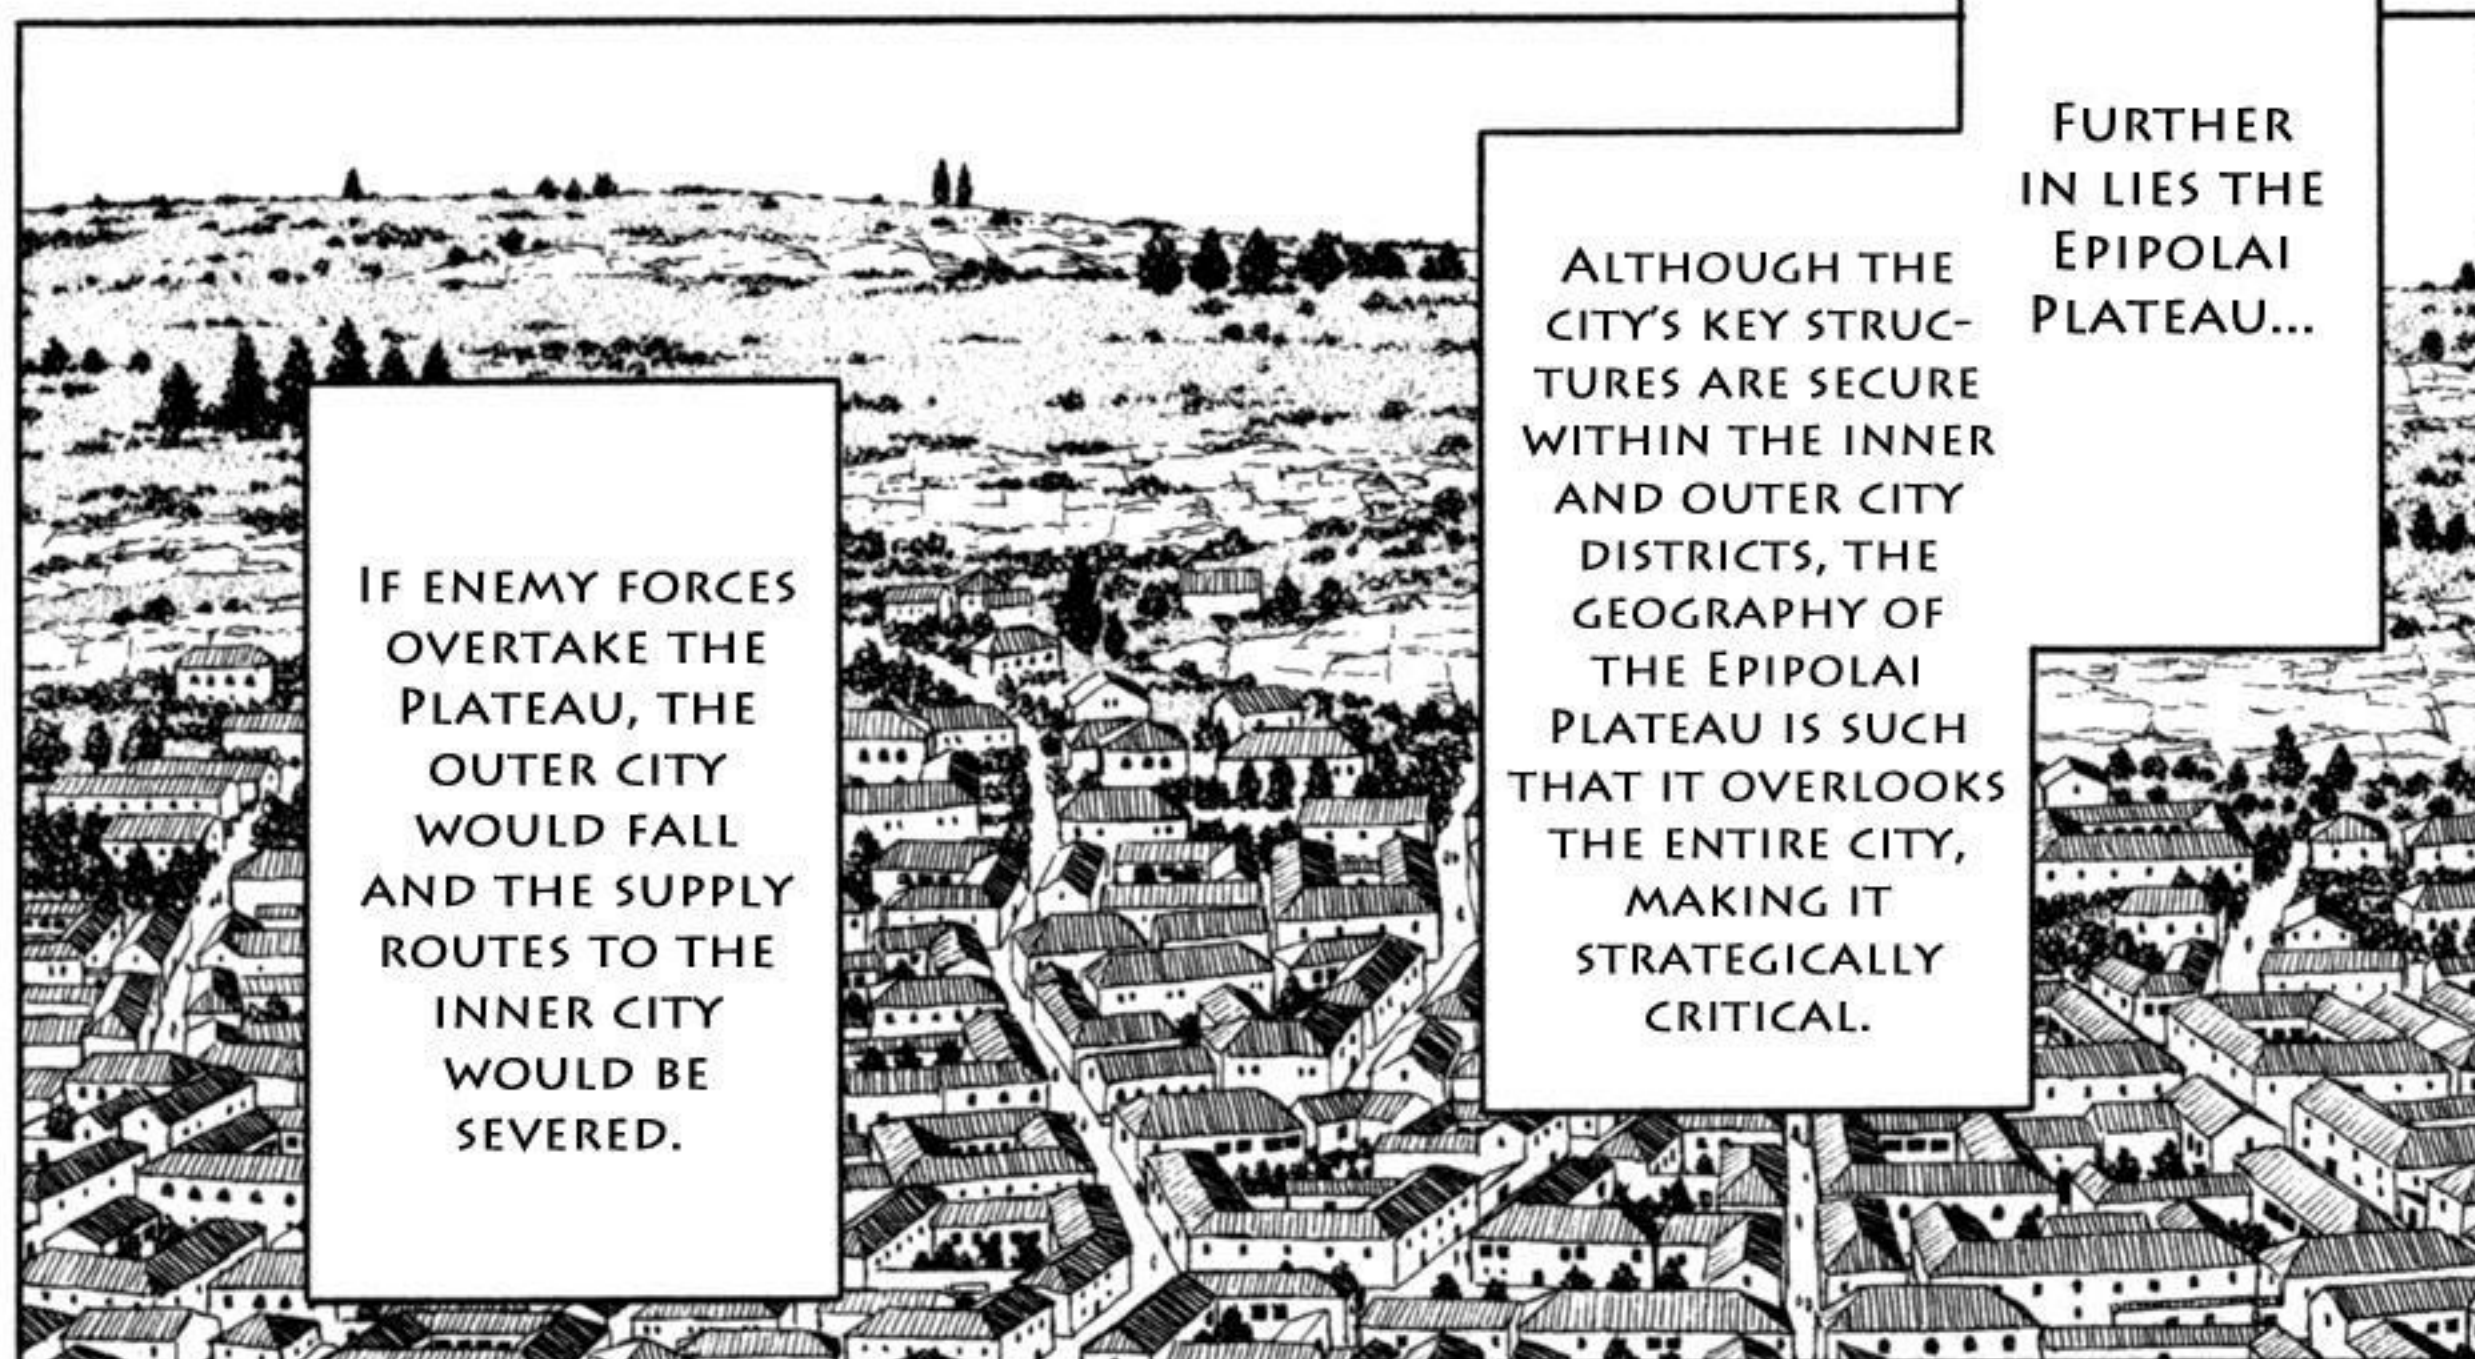 Further
in lies the
Epipolai
Plateau...
Although the
city's key struc-
tures are secure
within the inner
and outer city
districts, the
geography of
the Epipolai
Plateau is such
that it overlooks
the entire city,
making it
strategically
critical.
If enemy forces
overtake the
Plateau, the
outer city
would fall
and the supply
routes to the
inner city
would be
severed.